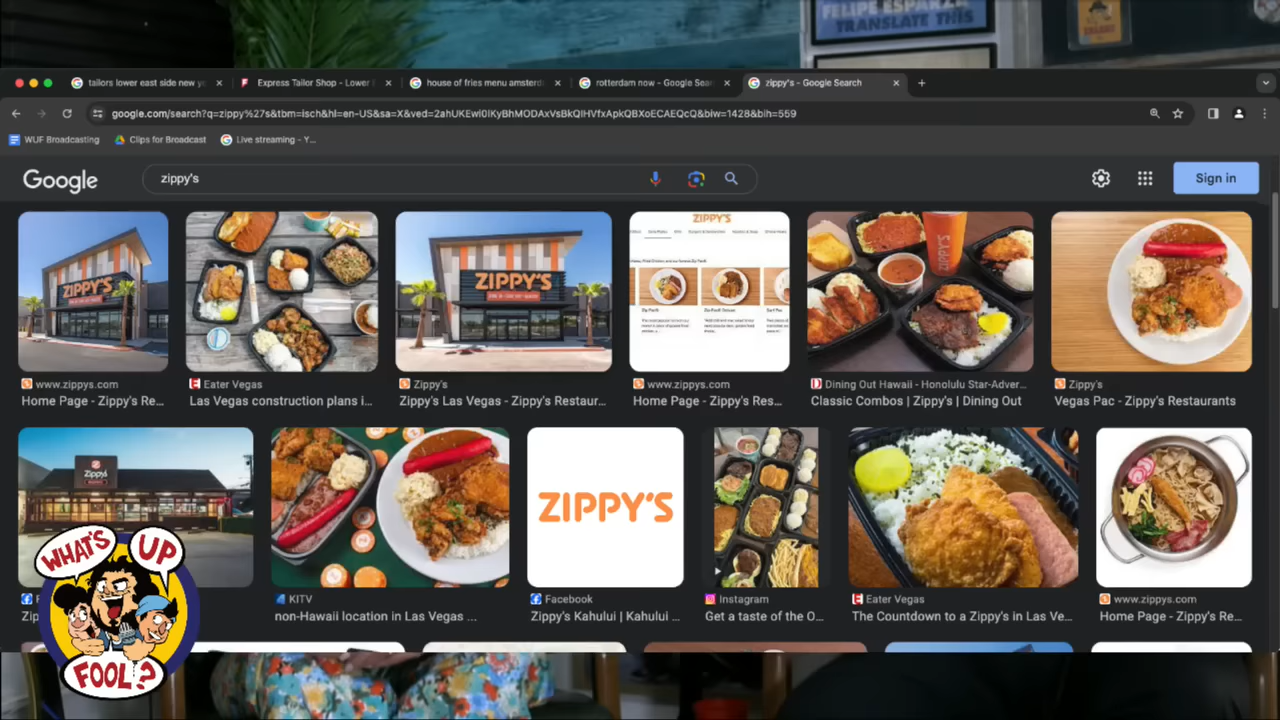 FELIPE ESPARZA
TRANSLATE THIS
tailors lower east side new yo
Express Tailor Shop - Lower E
house of fries menu amsterda
rotterdam now - Google Sear
zippy's - Google Search
google.com/search?q=zippy%27s&tbm=isch&hl=en-US&sa=X&ved=2ahUKEwI0IKyBhMODAxVsBkQIHVfxApkQBXoECAEQcQ&biw=1428&bih=559
WUF Broadcasting
Clips for Broadcast
Live streaming - Y...
Google
zippy's
Sign in
ZIPPY'S
ZIPPY'S
ZIPPY'S
ZIPPY'S
www.zippys.com
Eater Vegas
Zippy's
www.zippys.com
Dining Out Hawaii - Honolulu Star-Adver...
Zippy's
Home Page - Zippy's Re...
Las Vegas construction plans i...
Zippy's Las Vegas - Zippy's Restaur...
Home Page - Zippy's Res...
Classic Combos | Zippy's | Dining Out
Vegas Pac - Zippy's Restaurants
Zippy's
ZIPPY'S
KITV
Facebook
Instagram
Eater Vegas
www.zippys.com
Zip
non-Hawaii location in Las Vegas ...
Zippy's Kahului | Kahului ...
Get a taste of the O...
The Countdown to a Zippy's in Las Ve...
Home Page - Zippy's Re...
WHAT'S
UP
FOOL?